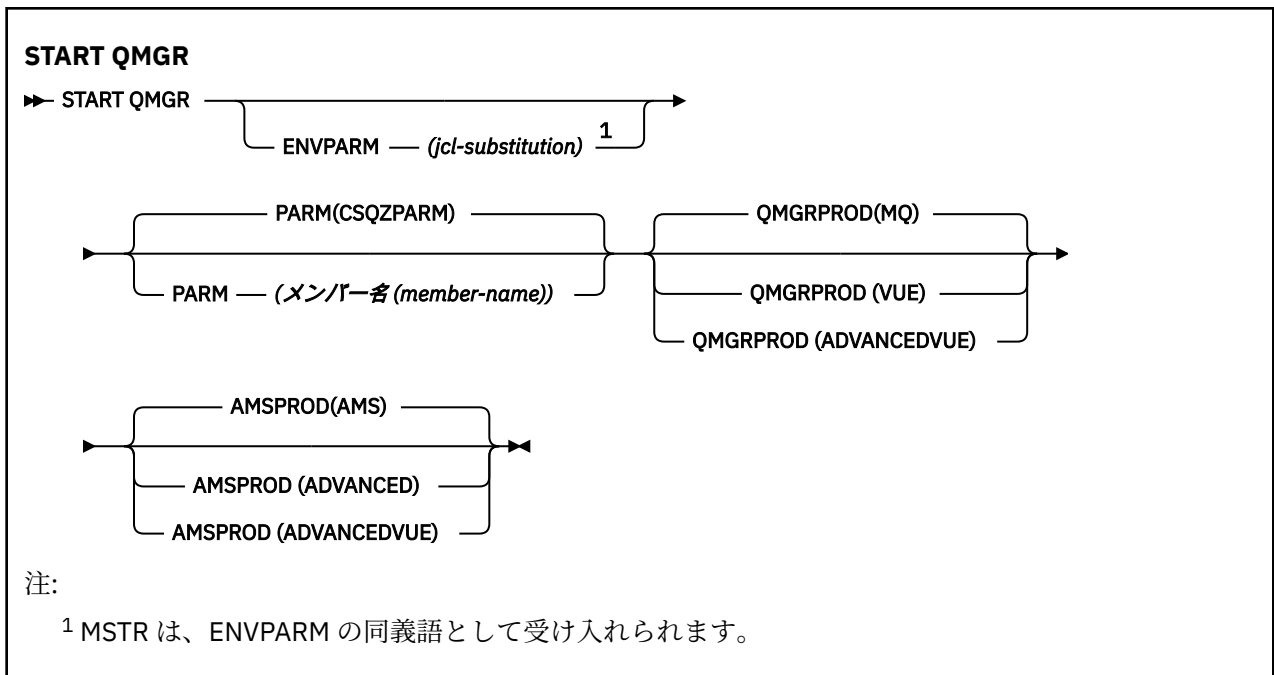 START QMGR
START QMGR
ENVPARM (jcl-substitution) 1
PARM(CSQZPARM) QMGRPROD(MQ)
PARM (メンバー名 (member-name)) QMGRPROD (VUE)
QMGRPROD (ADVANCEDVUE)
AMSPROD(AMS)
AMSPROD (ADVANCED)
AMSPROD (ADVANCEDVUE)
注:
1 MSTR は、ENVPARM の同義語として受け入れられます。